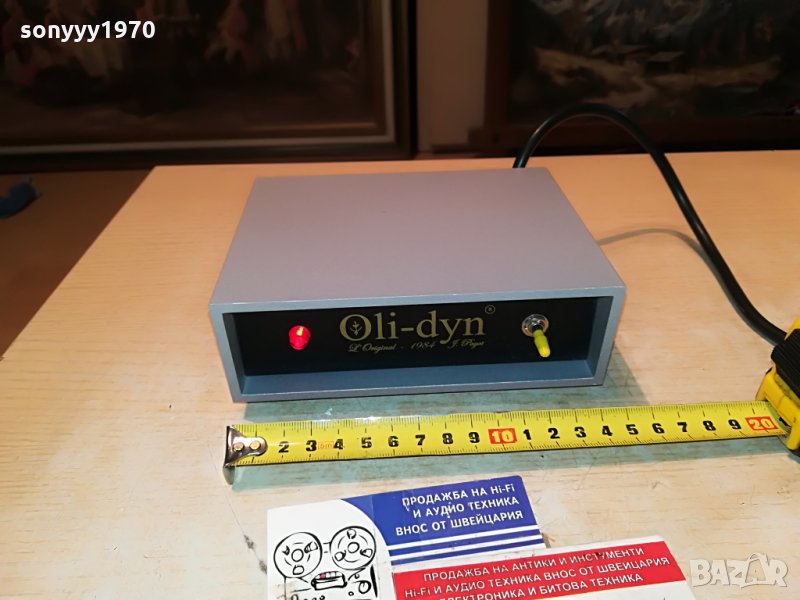 sonyyy1970
Oli-dyn®
L'Original - 1984 J. Pagot
2 3 4 5 6 7 8 9 10 1 2 3 4 5 6 7 8 9 20
ПРОДАЖБА НА Hi-Fi
И АУДИО ТЕХНИКА
ВНОС ОТ ШВЕЙЦАРИЯ
ПРОДАЖБА НА АНТИКИ И ИНСТУМЕНТИ
Hi-Fi И АУДИО ТЕХНИКА ВНОС ОТ ШВЕЙЦАРИЯ
ЕЛЕКТРОНИКА И БИТОВА ТЕХНИКА
bazar